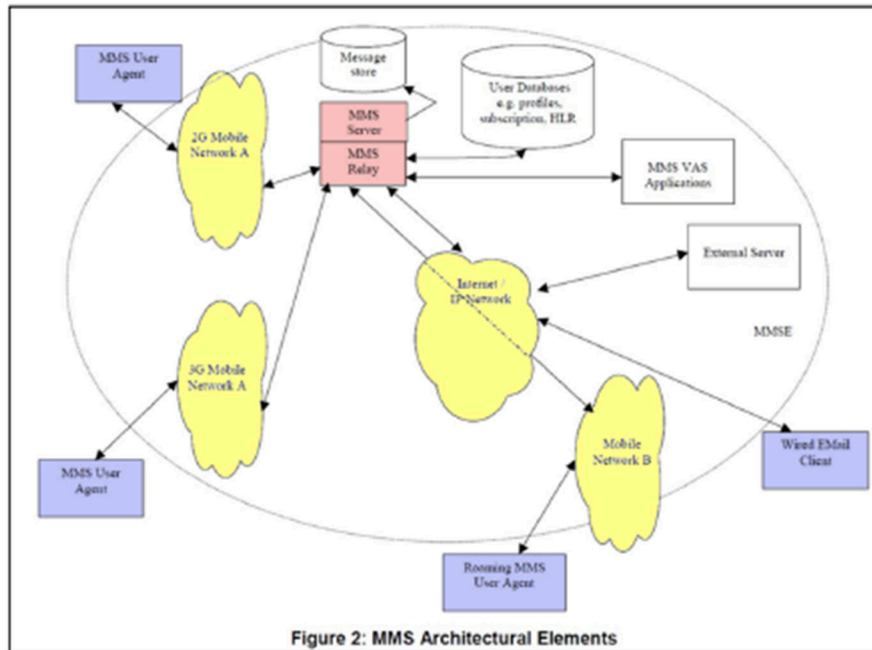 MMS User
Agent
Message
store
User Databases
e.g. profiles,
subscription, HLR
MMS
Server
MMS
Relay
2G Mobile
Network A
MMS VAS
Applications
External Server
Internet /
IP Network
MMSE
3G Mobile
Network A
MMS User
Agent
Mobile
Network B
Wired EMail
Client
Rooming MMS
User Agent
Figure 2: MMS Architectural Elements